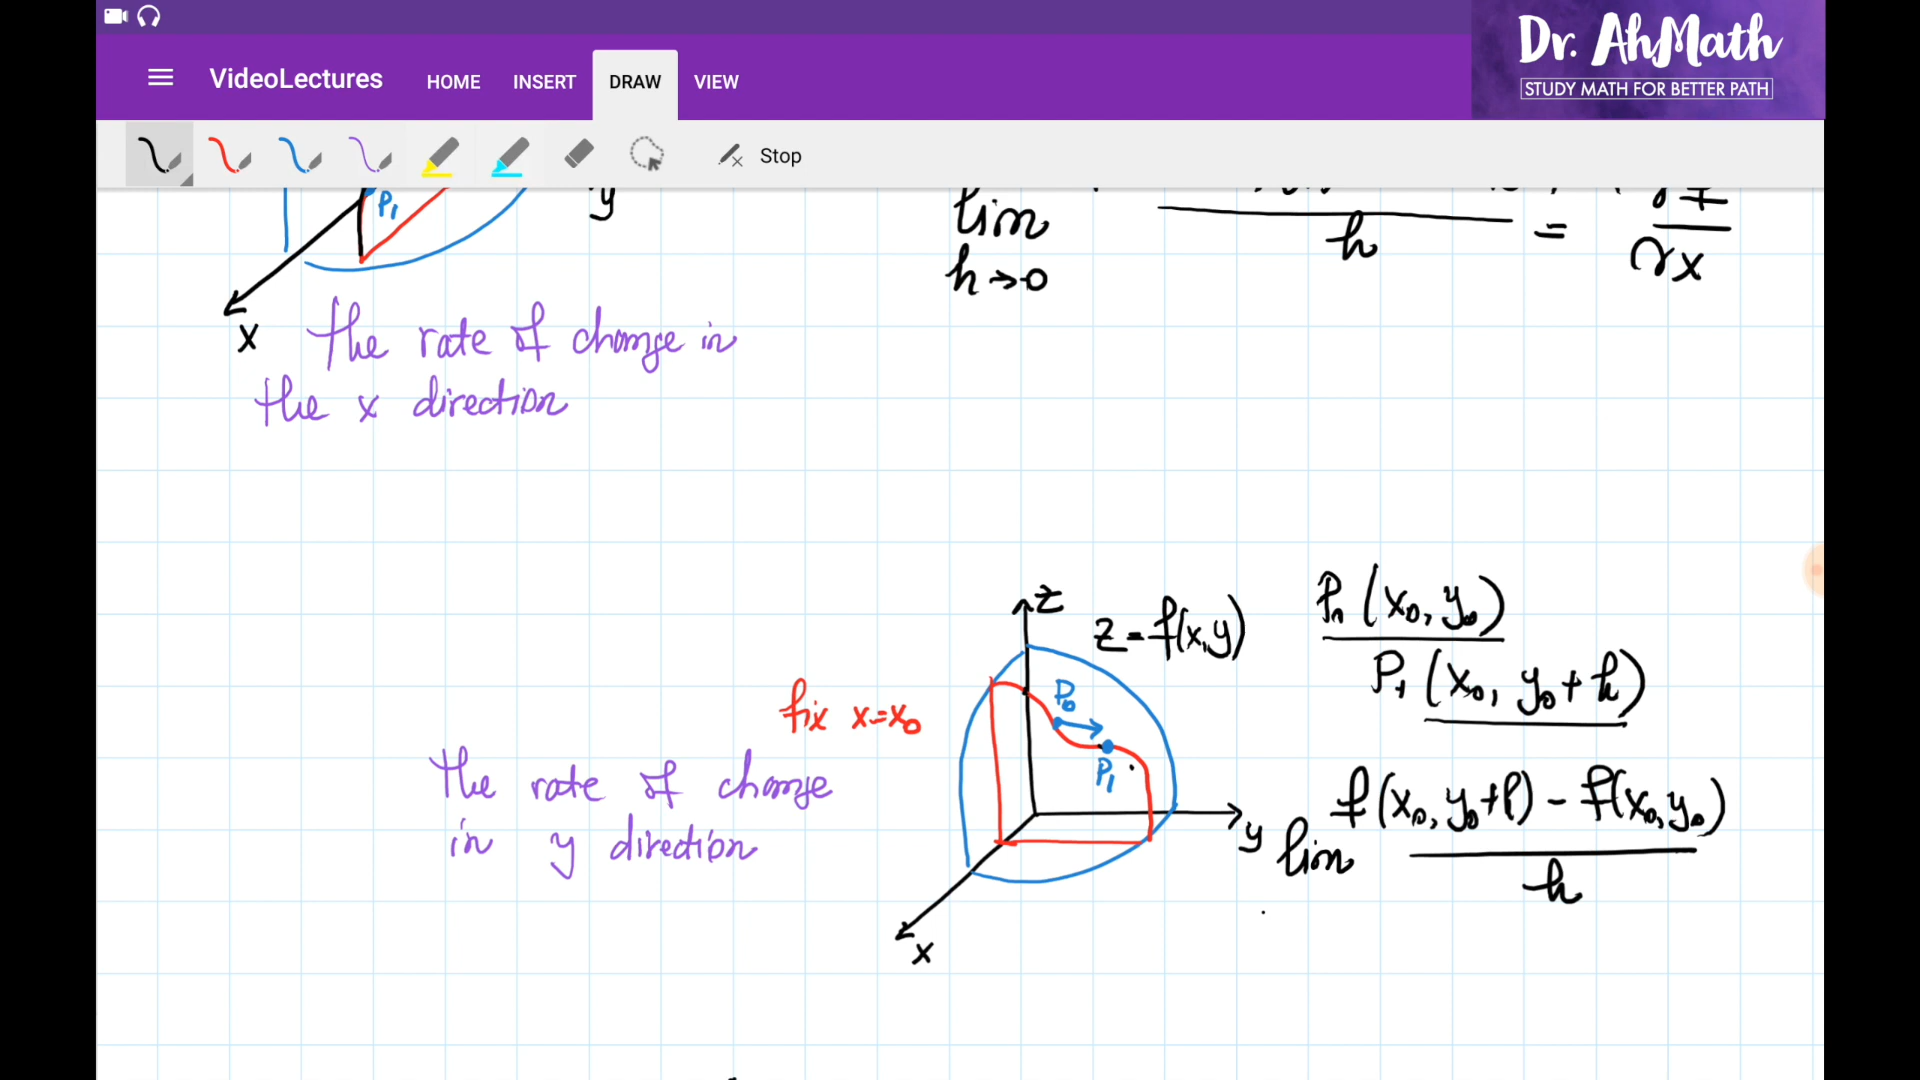 VideoLectures HOME INSERT DRAW VIEW
Dr. AhMath
STUDY MATH FOR BETTER PATH
Stop
P₁
y
x
lim
h→0
h
=
∂x
the rate of change in
the x direction
z
z=f(x,y)
P₀(x₀, y₀)
P₁(x₀, y₀+h)
fix x=x₀
P₀
P₁
the rate of change
in y direction
y
x
lim f(x₀, y₀+h) - f(x₀,y₀)
h